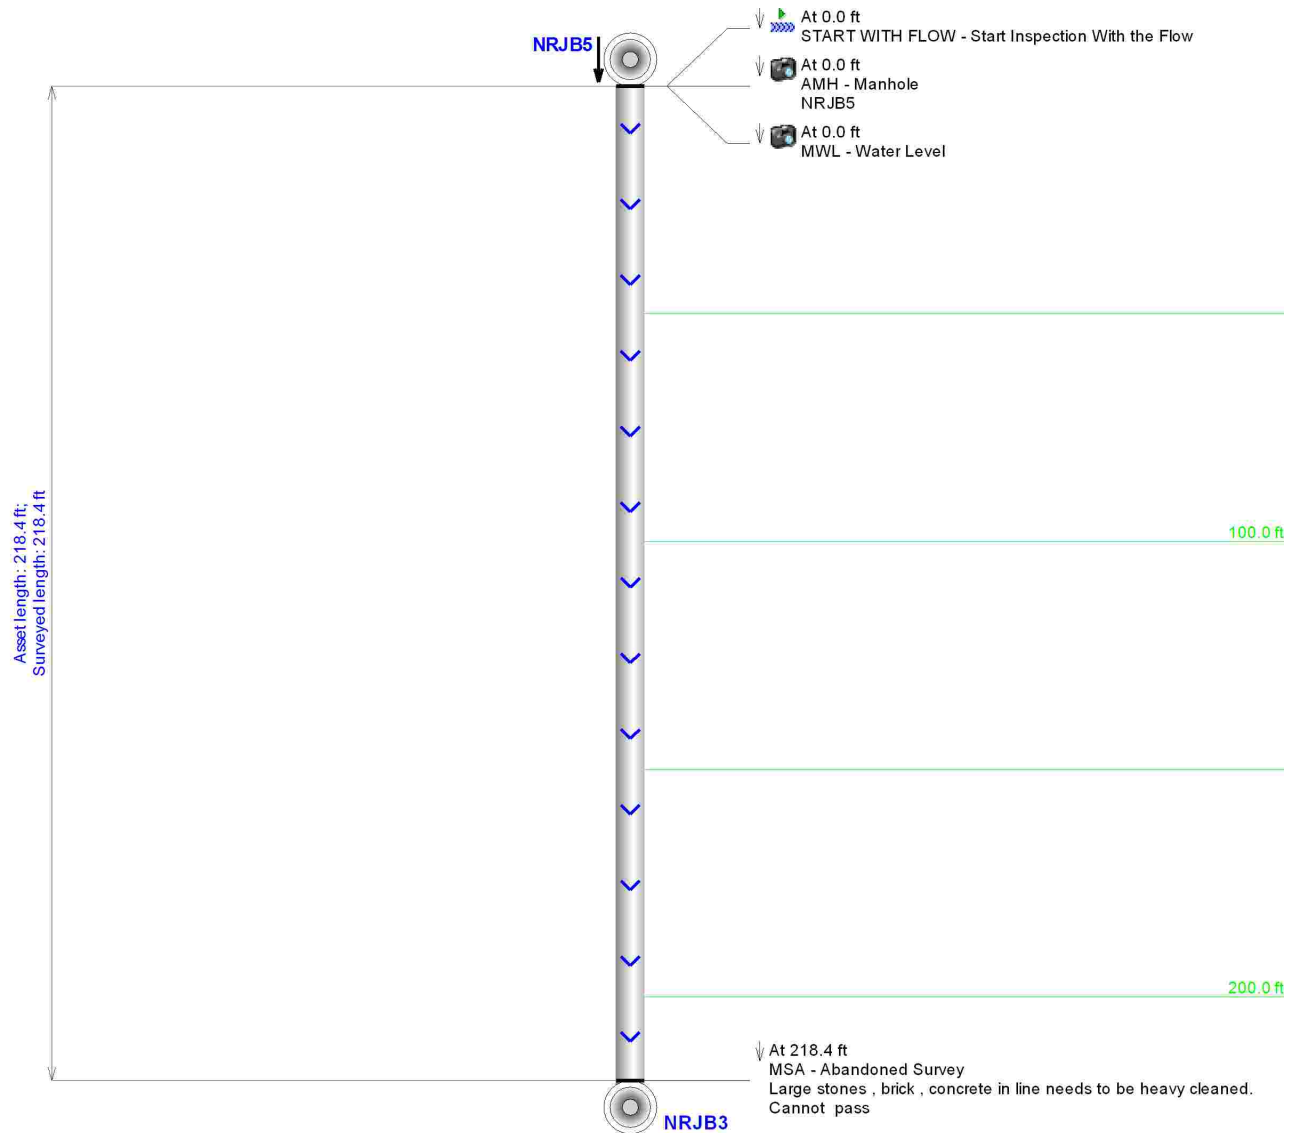 NRJB5
At 0.0 ft
START WITH FLOW - Start Inspection With the Flow
At 0.0 ft
AMH - Manhole
NRJB5
At 0.0 ft
MWL - Water Level
Asset length: 218.4 ft;
Surveyed length: 218.4 ft
100.0 ft
200.0 ft
At 218.4 ft
MSA - Abandoned Survey
Large stones , brick , concrete in line needs to be heavy cleaned.
Cannot  pass
NRJB3